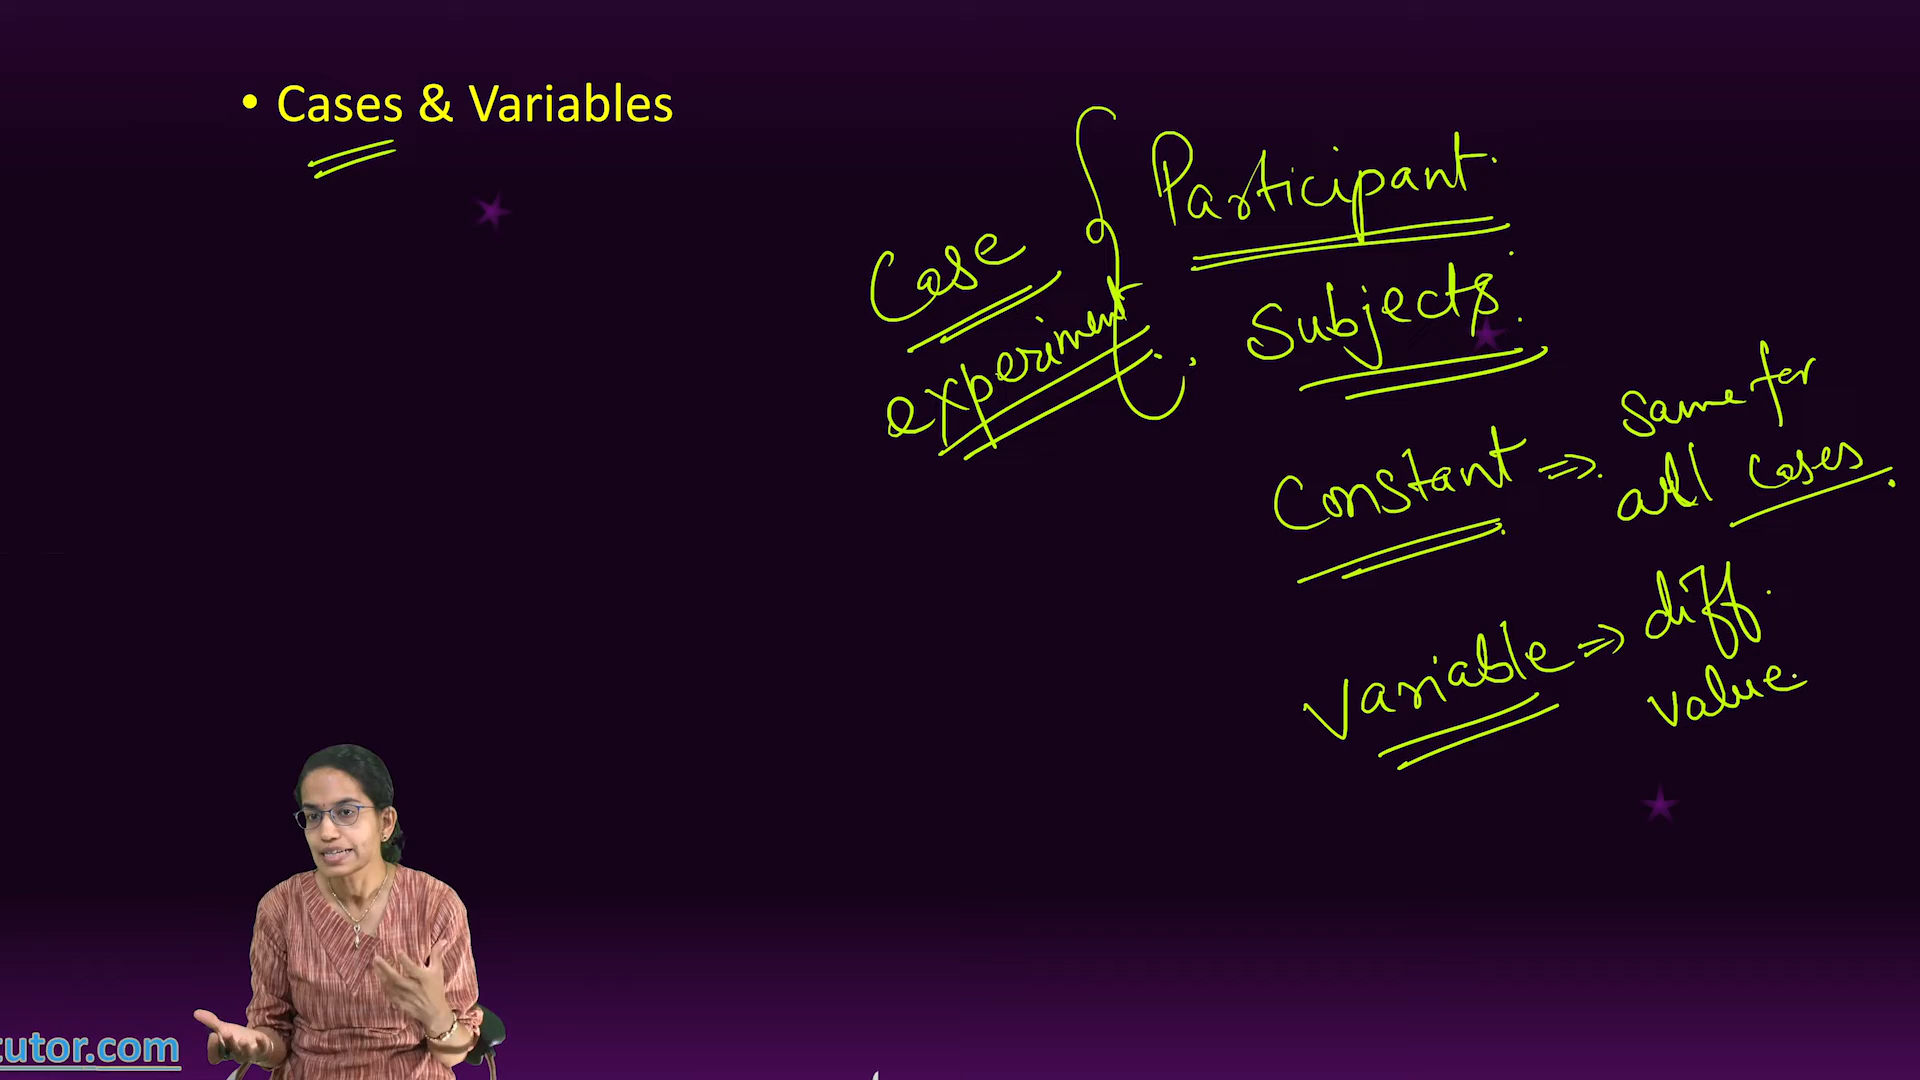 • Cases & Variables
Participant
Case
experiment
Subjects
Constant => same for
all cases
Variable => diff.
value
tutor.com